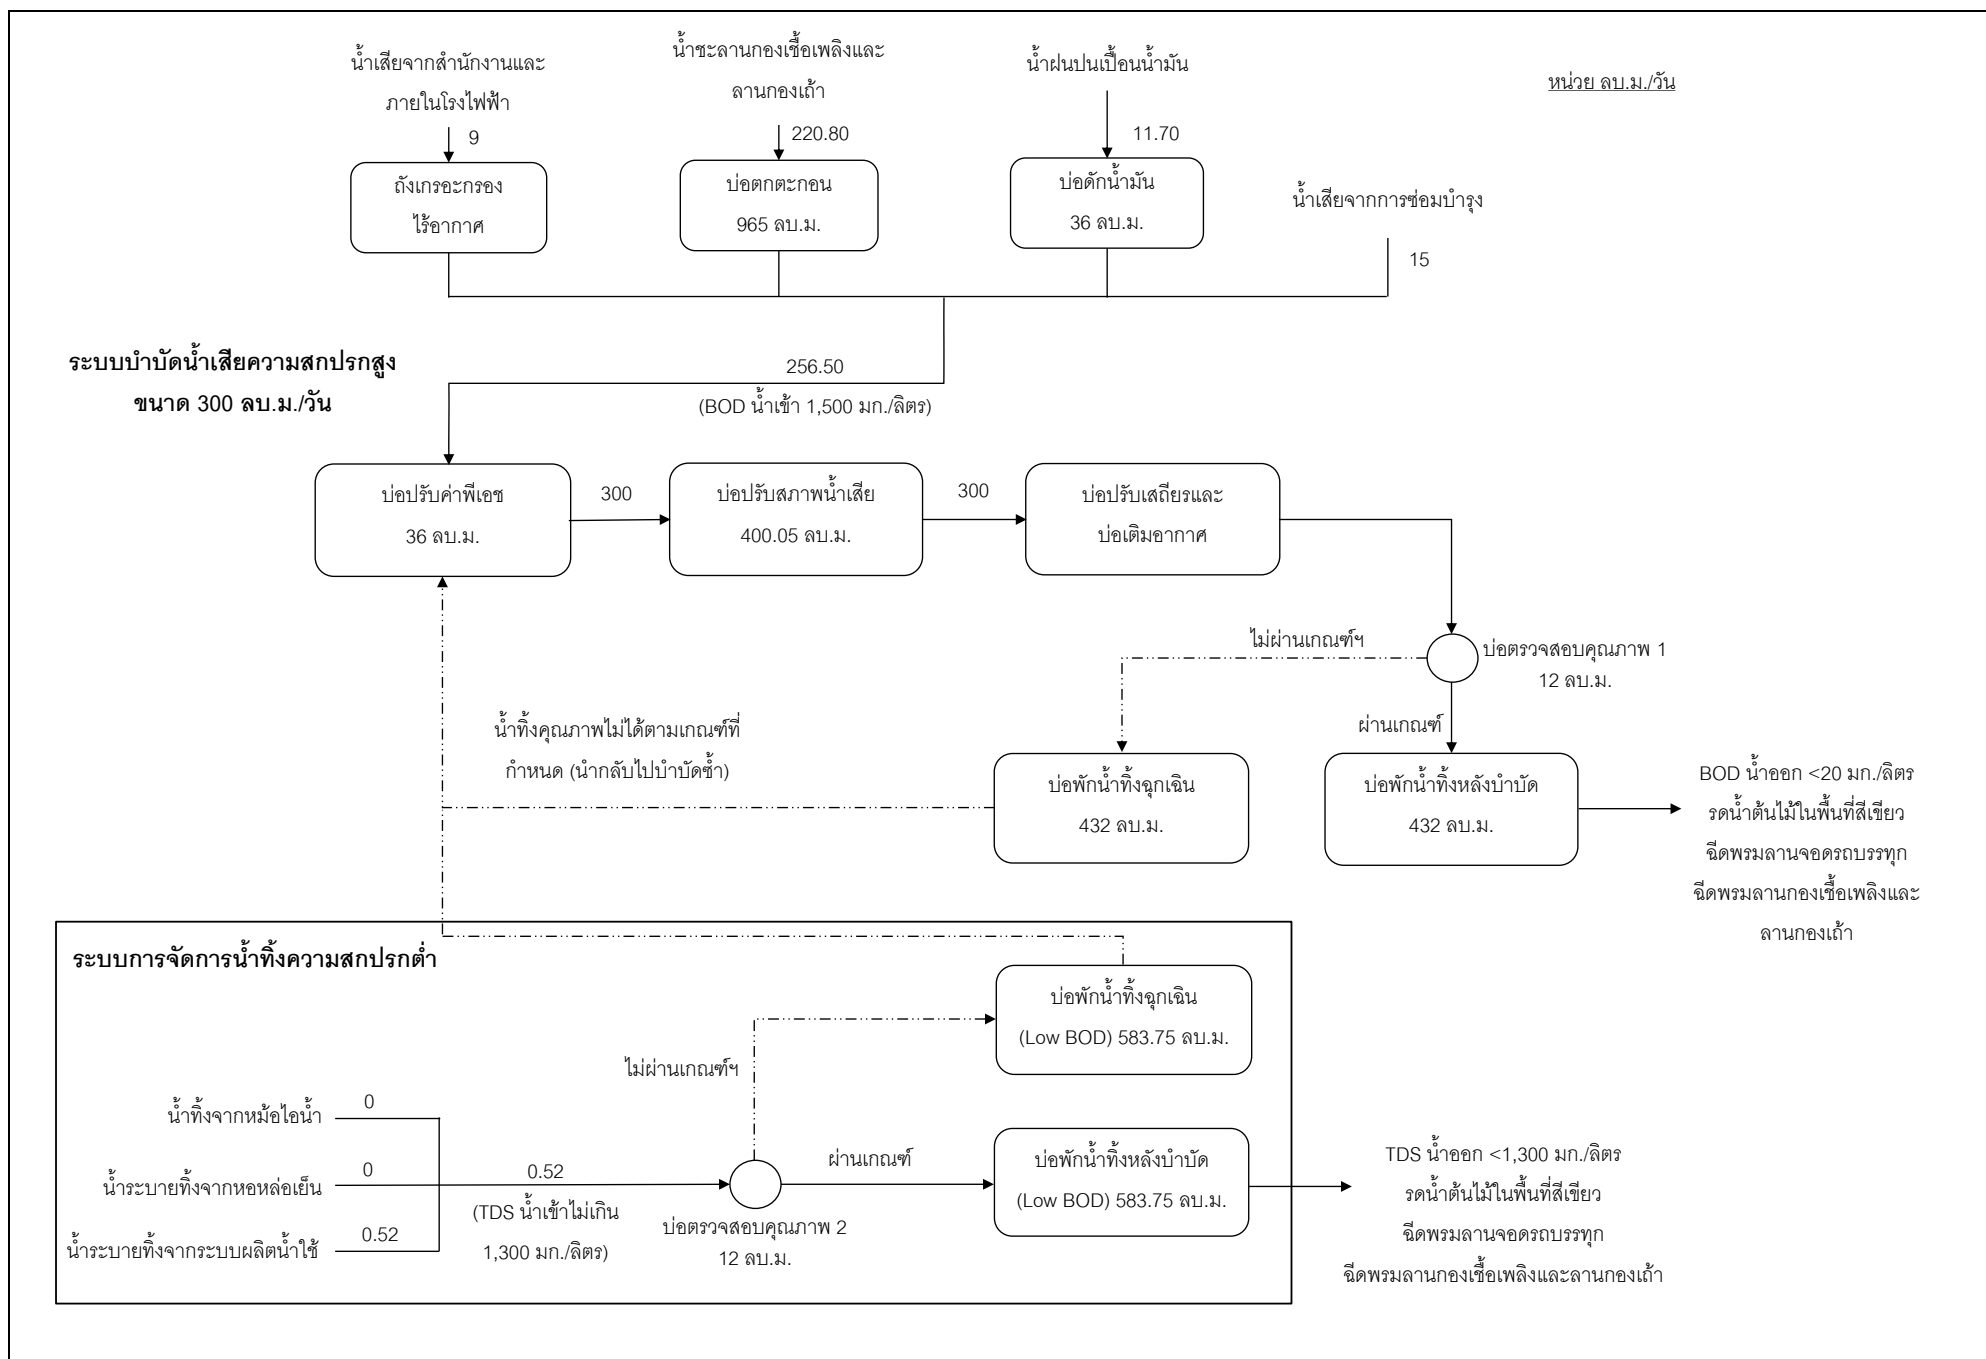 น้ำเสียจากสำนักงานและ
ภายในโรงไฟฟ้า
9
น้ำชะลานกองเชื้อเพลิงและ
ลานกองเถ้า
220.80
น้ำฝนปนเปื้อนน้ำมัน
11.70
หน่วย ลบ.ม./วัน
ถังเกรอะกรอง
ไร้อากาศ
บ่อตกตะกอน
965 ลบ.ม.
บ่อดักน้ำมัน
36 ลบ.ม.
น้ำเสียจากการซ่อมบำรุง
15
ระบบบำบัดน้ำเสียความสกปรกสูง
ขนาด 300 ลบ.ม./วัน
256.50
(BOD น้ำเข้า 1,500 มก./ลิตร)
บ่อปรับค่าพีเอช
36 ลบ.ม.
300
บ่อปรับสภาพน้ำเสีย
400.05 ลบ.ม.
300
บ่อปรับเสถียรและ
บ่อเติมอากาศ
ไม่ผ่านเกณฑ์ฯ
บ่อตรวจสอบคุณภาพ 1
12 ลบ.ม.
ผ่านเกณฑ์
น้ำทิ้งคุณภาพไม่ได้ตามเกณฑ์ที่
กำหนด (นำกลับไปบำบัดซ้ำ)
บ่อพักน้ำทิ้งฉุกเฉิน
432 ลบ.ม.
บ่อพักน้ำทิ้งหลังบำบัด
432 ลบ.ม.
BOD น้ำออก <20 มก./ลิตร
รดน้ำต้นไม้ในพื้นที่สีเขียว
ฉีดพรมลานจอดรถบรรทุก
ฉีดพรมลานกองเชื้อเพลิงและ
ลานกองเถ้า
ระบบการจัดการน้ำทิ้งความสกปรกต่ำ
บ่อพักน้ำทิ้งฉุกเฉิน
(Low BOD) 583.75 ลบ.ม.
ไม่ผ่านเกณฑ์ฯ
น้ำทิ้งจากหม้อไอน้ำ
0
น้ำระบายทิ้งจากหอหล่อเย็น
0
น้ำระบายทิ้งจากระบบผลิตน้ำใช้
0.52
0.52
(TDS น้ำเข้าไม่เกิน
1,300 มก./ลิตร)
บ่อตรวจสอบคุณภาพ 2
12 ลบ.ม.
ผ่านเกณฑ์
บ่อพักน้ำทิ้งหลังบำบัด
(Low BOD) 583.75 ลบ.ม.
TDS น้ำออก <1,300 มก./ลิตร
รดน้ำต้นไม้ในพื้นที่สีเขียว
ฉีดพรมลานจอดรถบรรทุก
ฉีดพรมลานกองเชื้อเพลิงและลานกองเถ้า